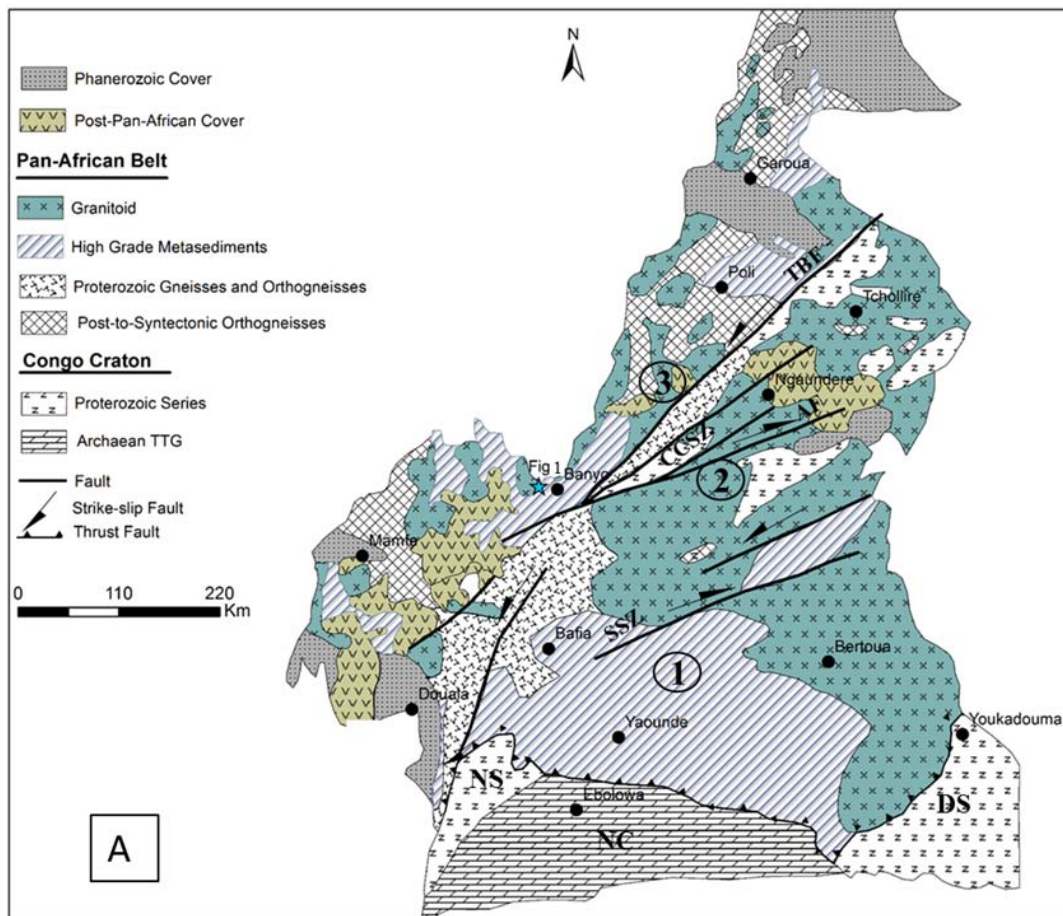 N
Phanerozoic Cover
Post-Pan-African Cover
Pan-African Belt
Granitoid
High Grade Metasediments
Proterozoic Gneisses and Orthogneisses
Post-to-Syntectonic Orthogneisses
Congo Craton
Proterozoic Series
Archaean TTG
Fault
Strike-slip Fault
Thrust Fault
0 110 220
Km
Garoua
TBF
Poli
Tchollire
3
Ngaundere
AF
CCSZ
Fig 1
Banyo
2
Mamfe
SSZ
Bafia
1
Bertoua
Douala
Yaounde
Youkadouma
NS
Ebolowa
DS
NC
A